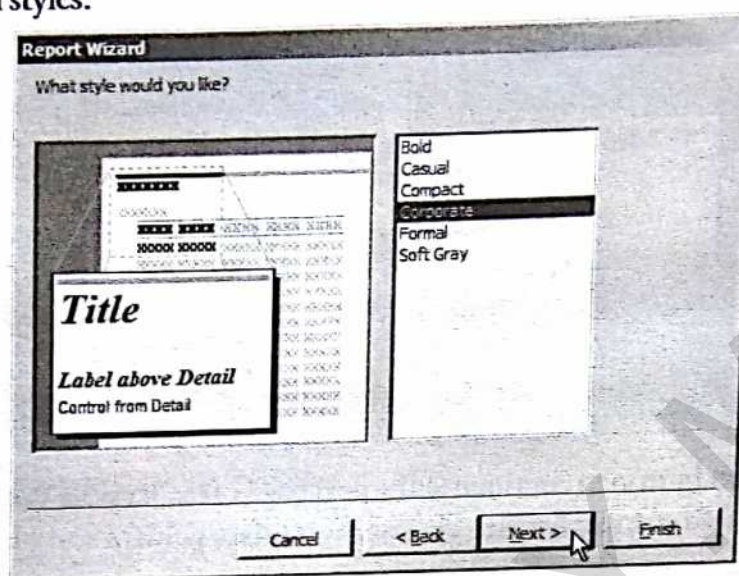 styles.
Report Wizard
What style would you like?
Title
Label above Detail
Control from Detail
Bold
Casual
Compact
Corporate
Formal
Soft Gray
Cancel
< Back
Next >
Finish